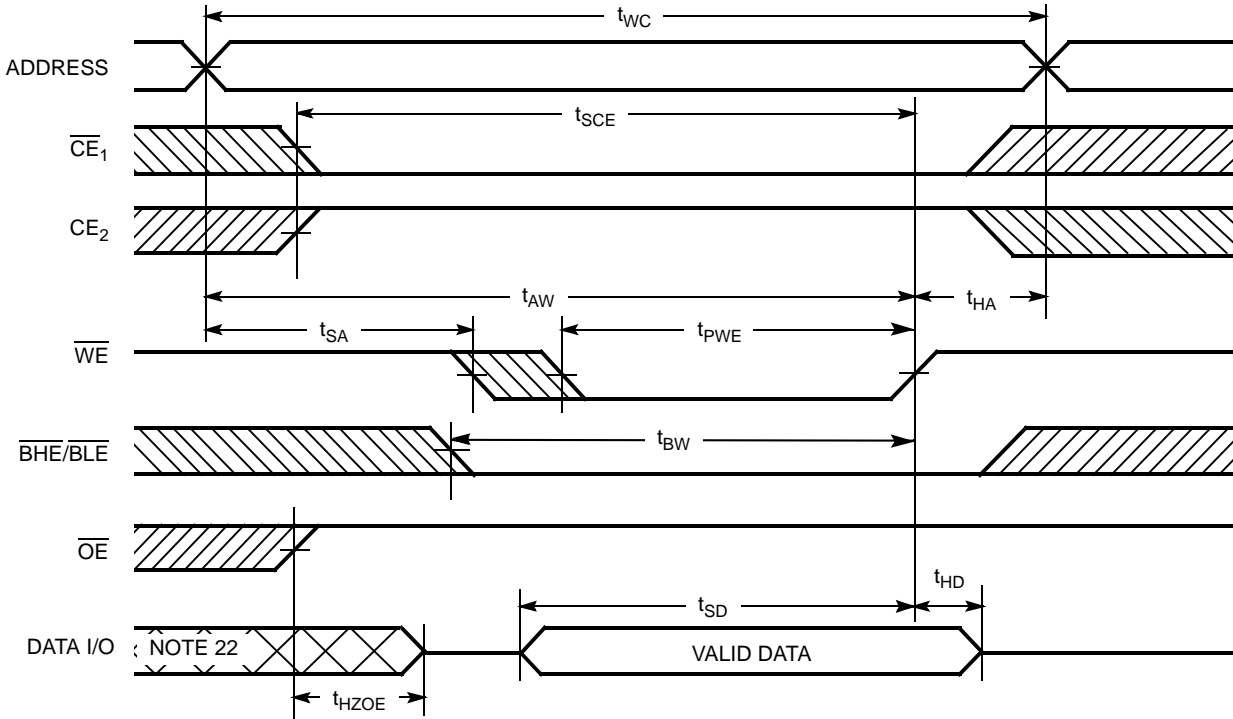 tWC
ADDRESS
tSCE
CE1
CE2
tAW
tHA
tSA
tPWE
WE
tBW
BHE/BLE
OE
tHD
tSD
DATA I/O NOTE 22 VALID DATA
tHZOE